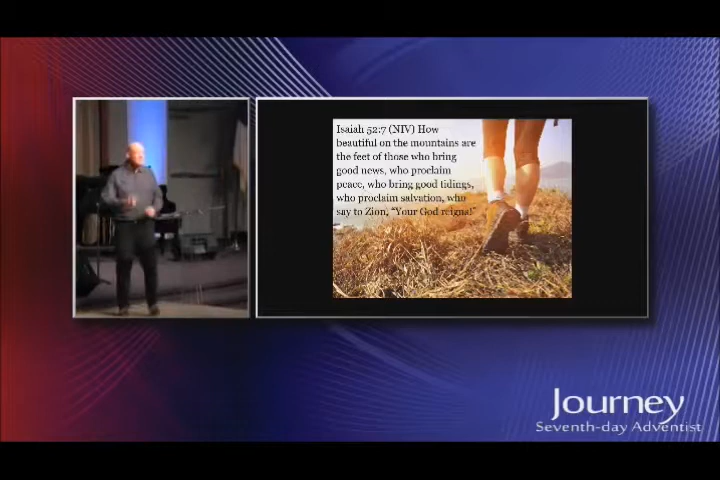 Isaiah 52:7 (NIV) How
beautiful on the mountains are
the feet of those who bring
good news, who proclaim
peace, who bring good tidings,
who proclaim salvation, who
say to Zion, “Your God reigns!”
Journey
Seventh-day Adventist